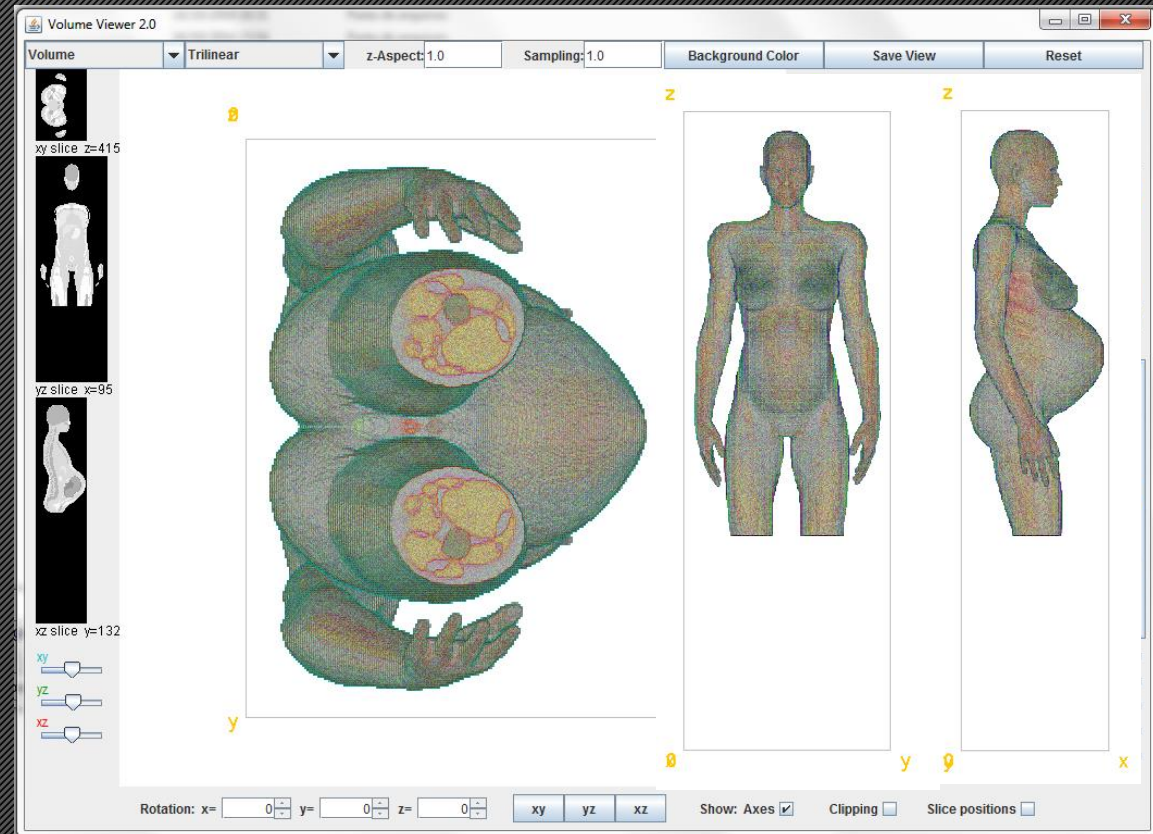 Volume Viewer 2.0
Volume Trilinear z-Aspect: 1.0 Sampling: 1.0 Background Color Save View Reset
xy slice z=415
yz slice x=95
xz slice y=132
xy
yz
xz
y
z
y
z
x
Rotation: x= 0 y= 0 z= 0 xy yz xz Show: Axes Clipping Slice positions